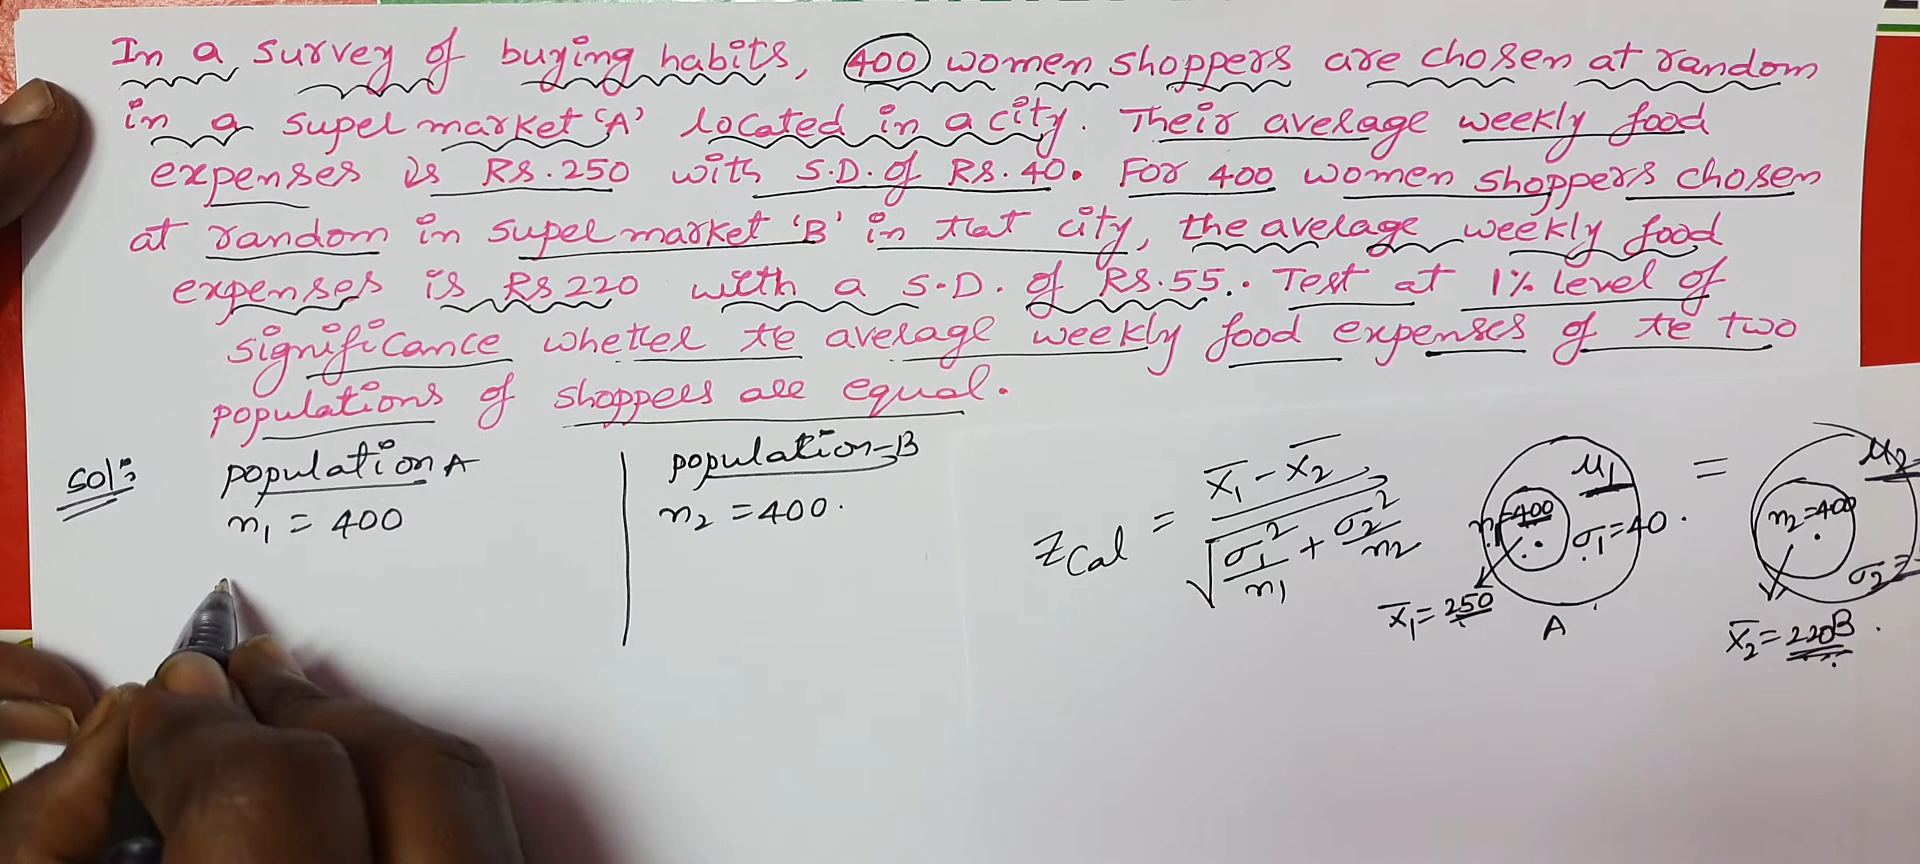 In a survey of buying habits, 400 women shoppers are chosen at random
in a supermarket 'A' located in a city. Their average weekly food
expenses is Rs.250 with S.D. of Rs.40. For 400 women shoppers chosen
at random in supermarket 'B' in that city, the average weekly food
expenses is Rs 220 with a S.D. of Rs.55.. Test at 1% level of
significance whether the average weekly food expenses of the two
populations of shoppers are equal.
Sol:
population A
n₁ = 400
population-B
n₂ = 400.
Z Cal = (x̄₁ - x̄₂) / √(σ₁²/n₁ + σ₂²/n₂)
μ₁
n₁=400
σ₁=40.
x̄₁ = 250
A
=
μ₂
n₂=400
σ₂=
x̄₂ = 220
B